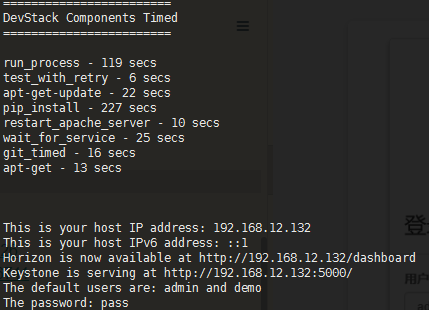 =========================
DevStack Components Timed
=========================
run_process - 119 secs
test_with_retry - 6 secs
apt-get-update - 22 secs
pip_install - 227 secs
restart_apache_server - 10 secs
wait_for_service - 25 secs
git_timed - 16 secs
apt-get - 13 secs
This is your host IP address: 192.168.12.132
This is your host IPv6 address: ::1
Horizon is now available at http://192.168.12.132/dashboard
Keystone is serving at http://192.168.12.132:5000/
The default users are: admin and demo
The password: pass
登
用户